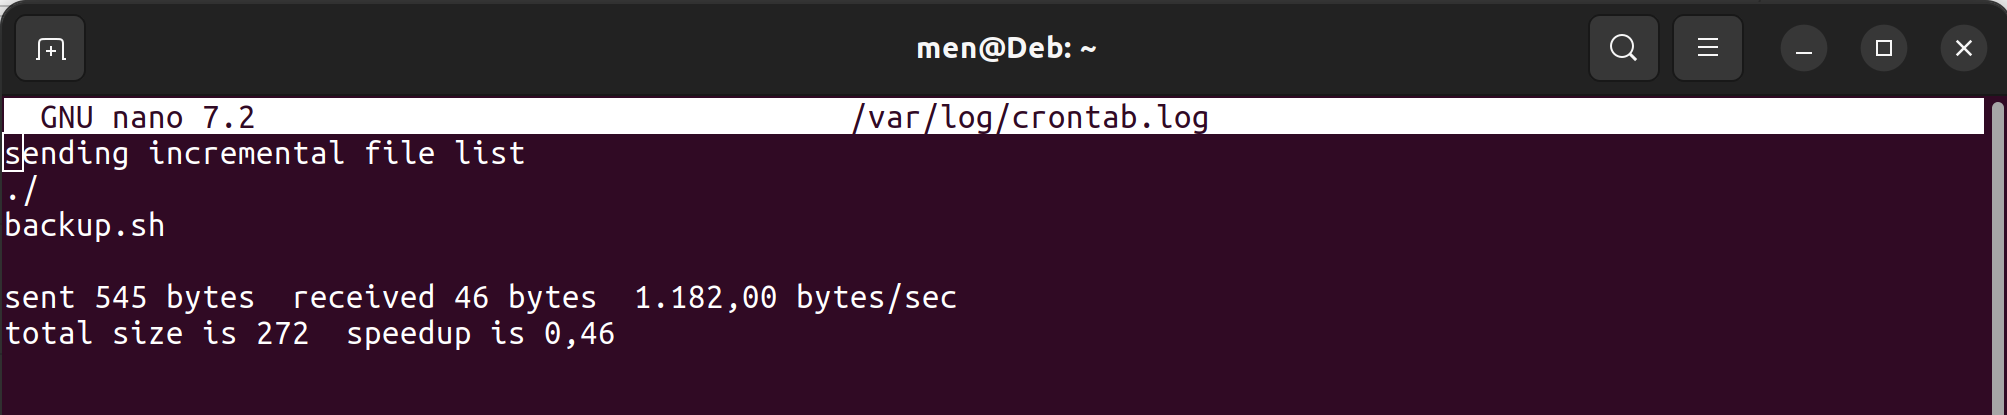 men@Deb: ~
GNU nano 7.2 /var/log/crontab.log
sending incremental file list
./
backup.sh
sent 545 bytes  received 46 bytes  1.182,00 bytes/sec
total size is 272  speedup is 0,46